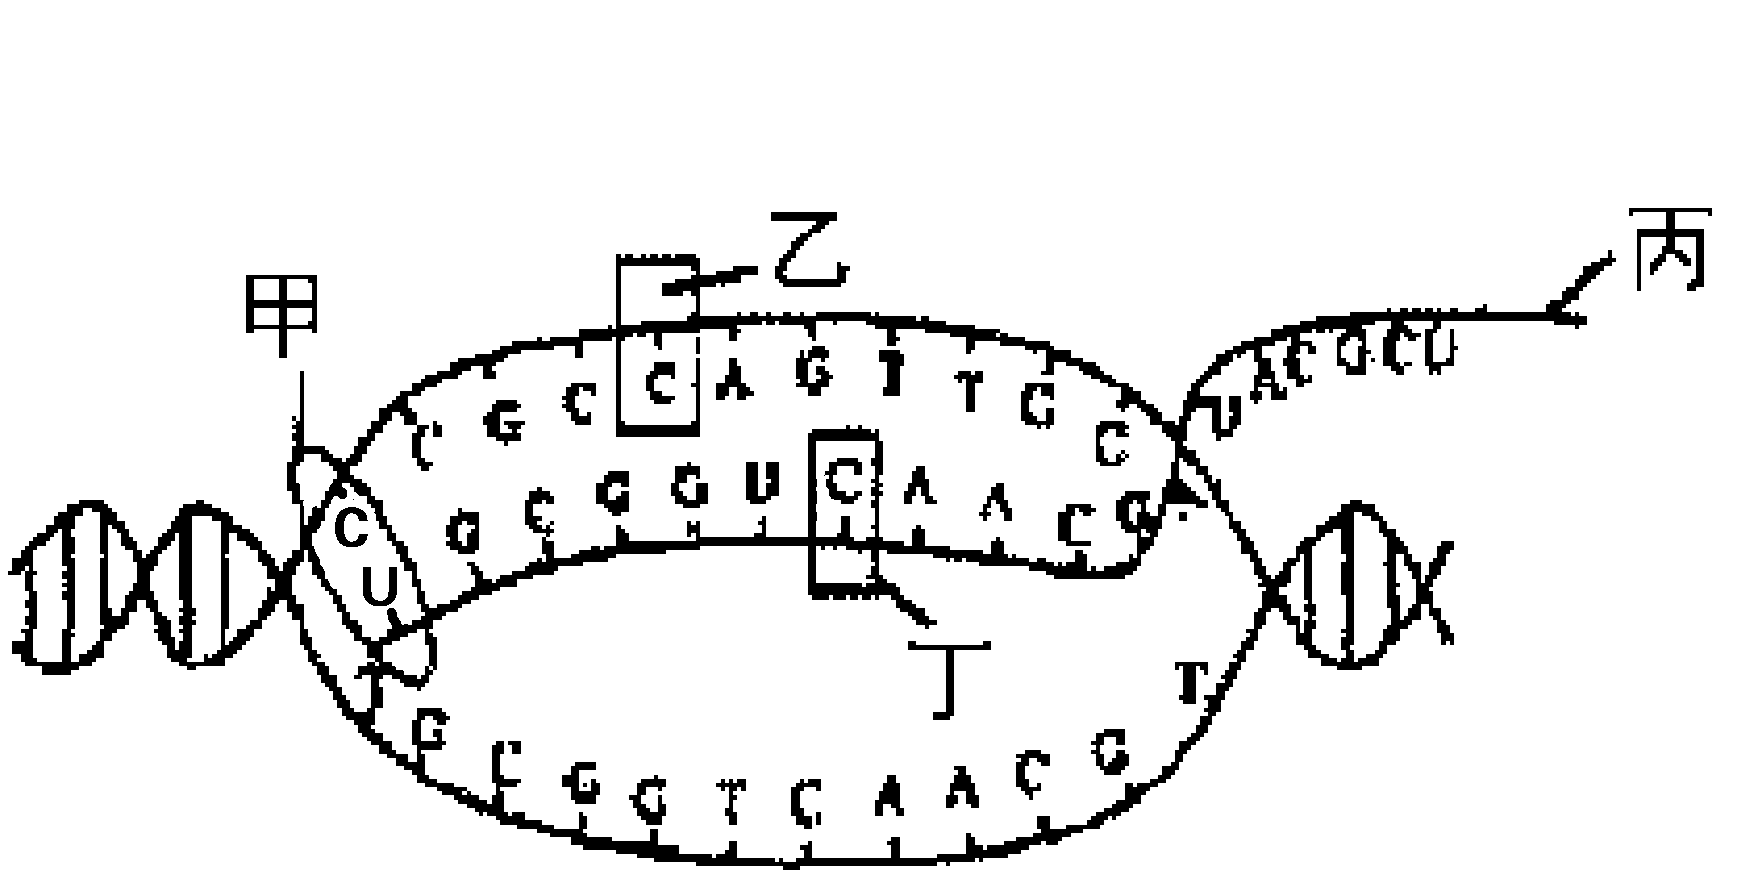 乙
丙
甲
C G C C A G T T G C
U A C G C U
C
U G C G G U C A A C G
丁
T G C G G T C A A C G T